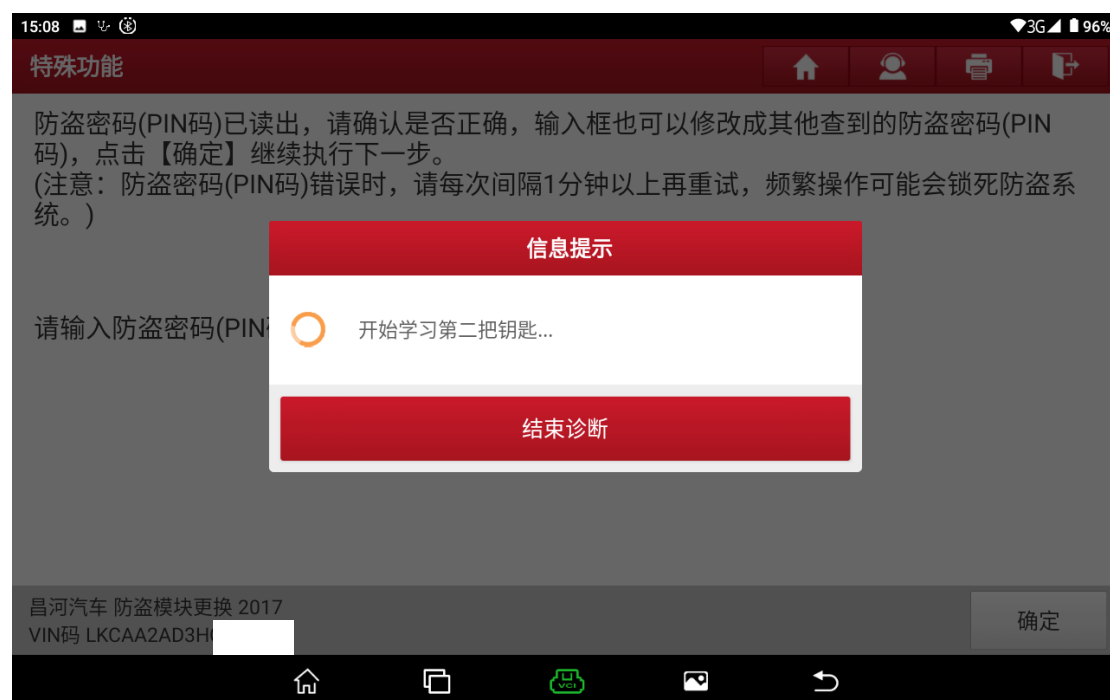 15:08
3G
96%
特殊功能
防盗密码(PIN码)已读出，请确认是否正确，输入框也可以修改成其他查到的防盗密码(PIN
码)，点击【确定】继续执行下一步。
(注意：防盗密码(PIN码)错误时，请每次间隔1分钟以上再重试，频繁操作可能会锁死防盗系
统。)
信息提示
请输入防盗密码(PIN
开始学习第二把钥匙...
结束诊断
昌河汽车 防盗模块更换 2017
VIN码 LKCAA2AD3H
确定
VCI